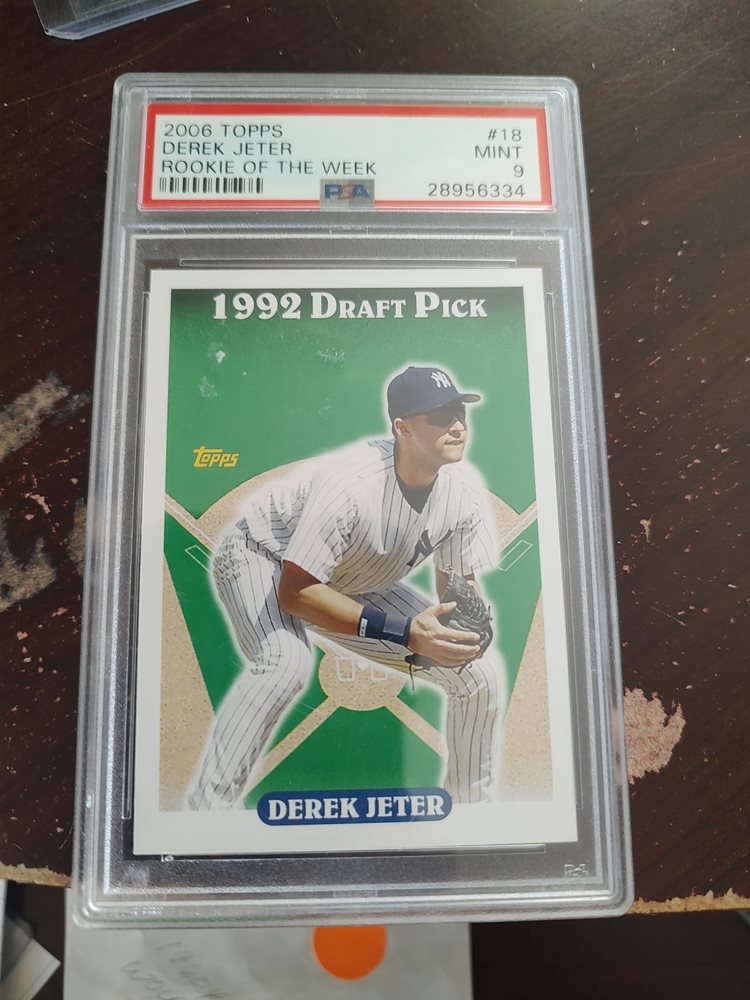 2006 TOPPS #18
DEREK JETER MINT
ROOKIE OF THE WEEK 9
PSA 28956334
1992 DRAFT PICK
NY
topps
DEREK JETER